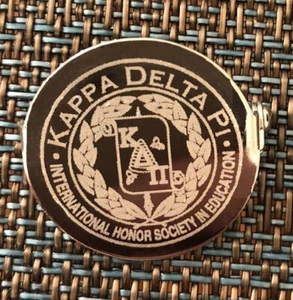 KAPPA DELTA PI
ΚΔΠ
· INTERNATIONAL HONOR SOCIETY IN EDUCATION ·